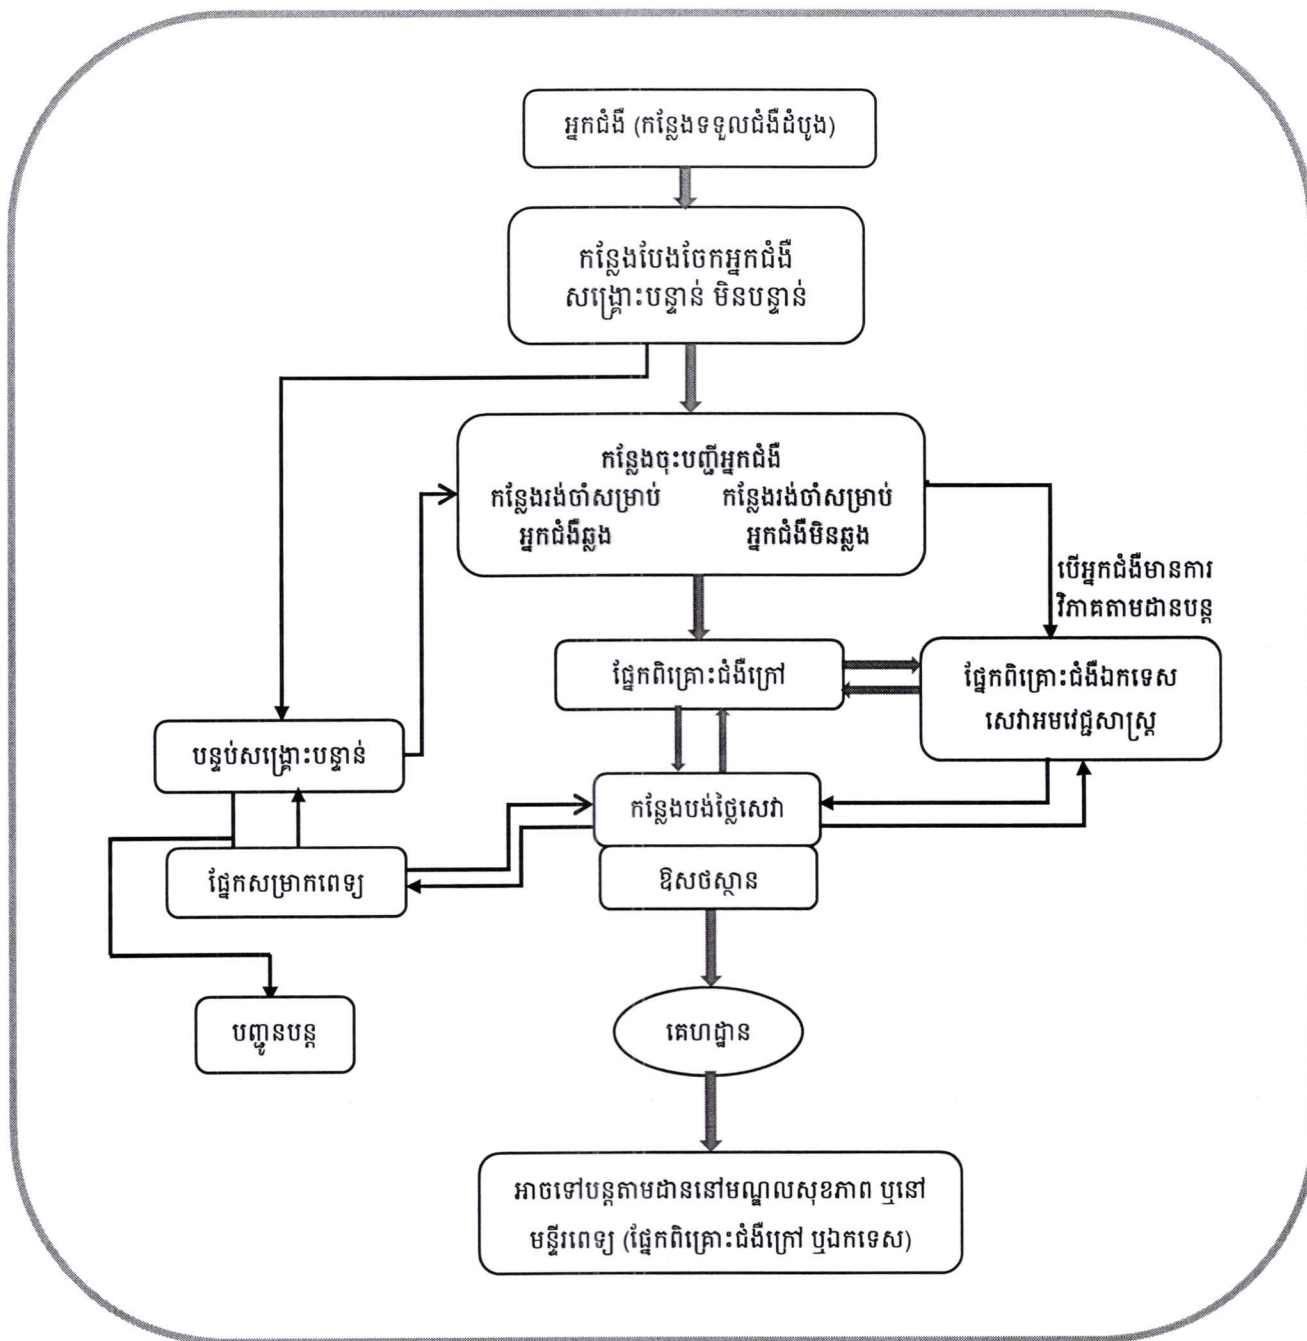 អ្នកជំងឺ (កន្លែងទទួលជំងឺដំបូង)
កន្លែងបែងចែកអ្នកជំងឺ
សង្គ្រោះបន្ទាន់ មិនបន្ទាន់
កន្លែងចុះបញ្ជីអ្នកជំងឺ
កន្លែងរង់ចាំសម្រាប់ កន្លែងរង់ចាំសម្រាប់
អ្នកជំងឺឆ្លង អ្នកជំងឺមិនឆ្លង
បើអ្នកជំងឺមានការ
វិភាគតាមដានបន្ត
ផ្នែកពិគ្រោះជំងឺក្រៅ
ផ្នែកពិគ្រោះជំងឺឯកទេស
សេវាអមវេជ្ជសាស្ត្រ
បន្ទប់សង្គ្រោះបន្ទាន់
កន្លែងបង់ថ្លៃសេវា
ផ្នែកសម្រាកពេទ្យ
ឱសថស្ថាន
បញ្ជូនបន្ត
គេហដ្ឋាន
អាចទៅបន្តតាមដាននៅមណ្ឌលសុខភាព ឬនៅ
មន្ទីរពេទ្យ (ផ្នែកពិគ្រោះជំងឺក្រៅ ឬឯកទេស)